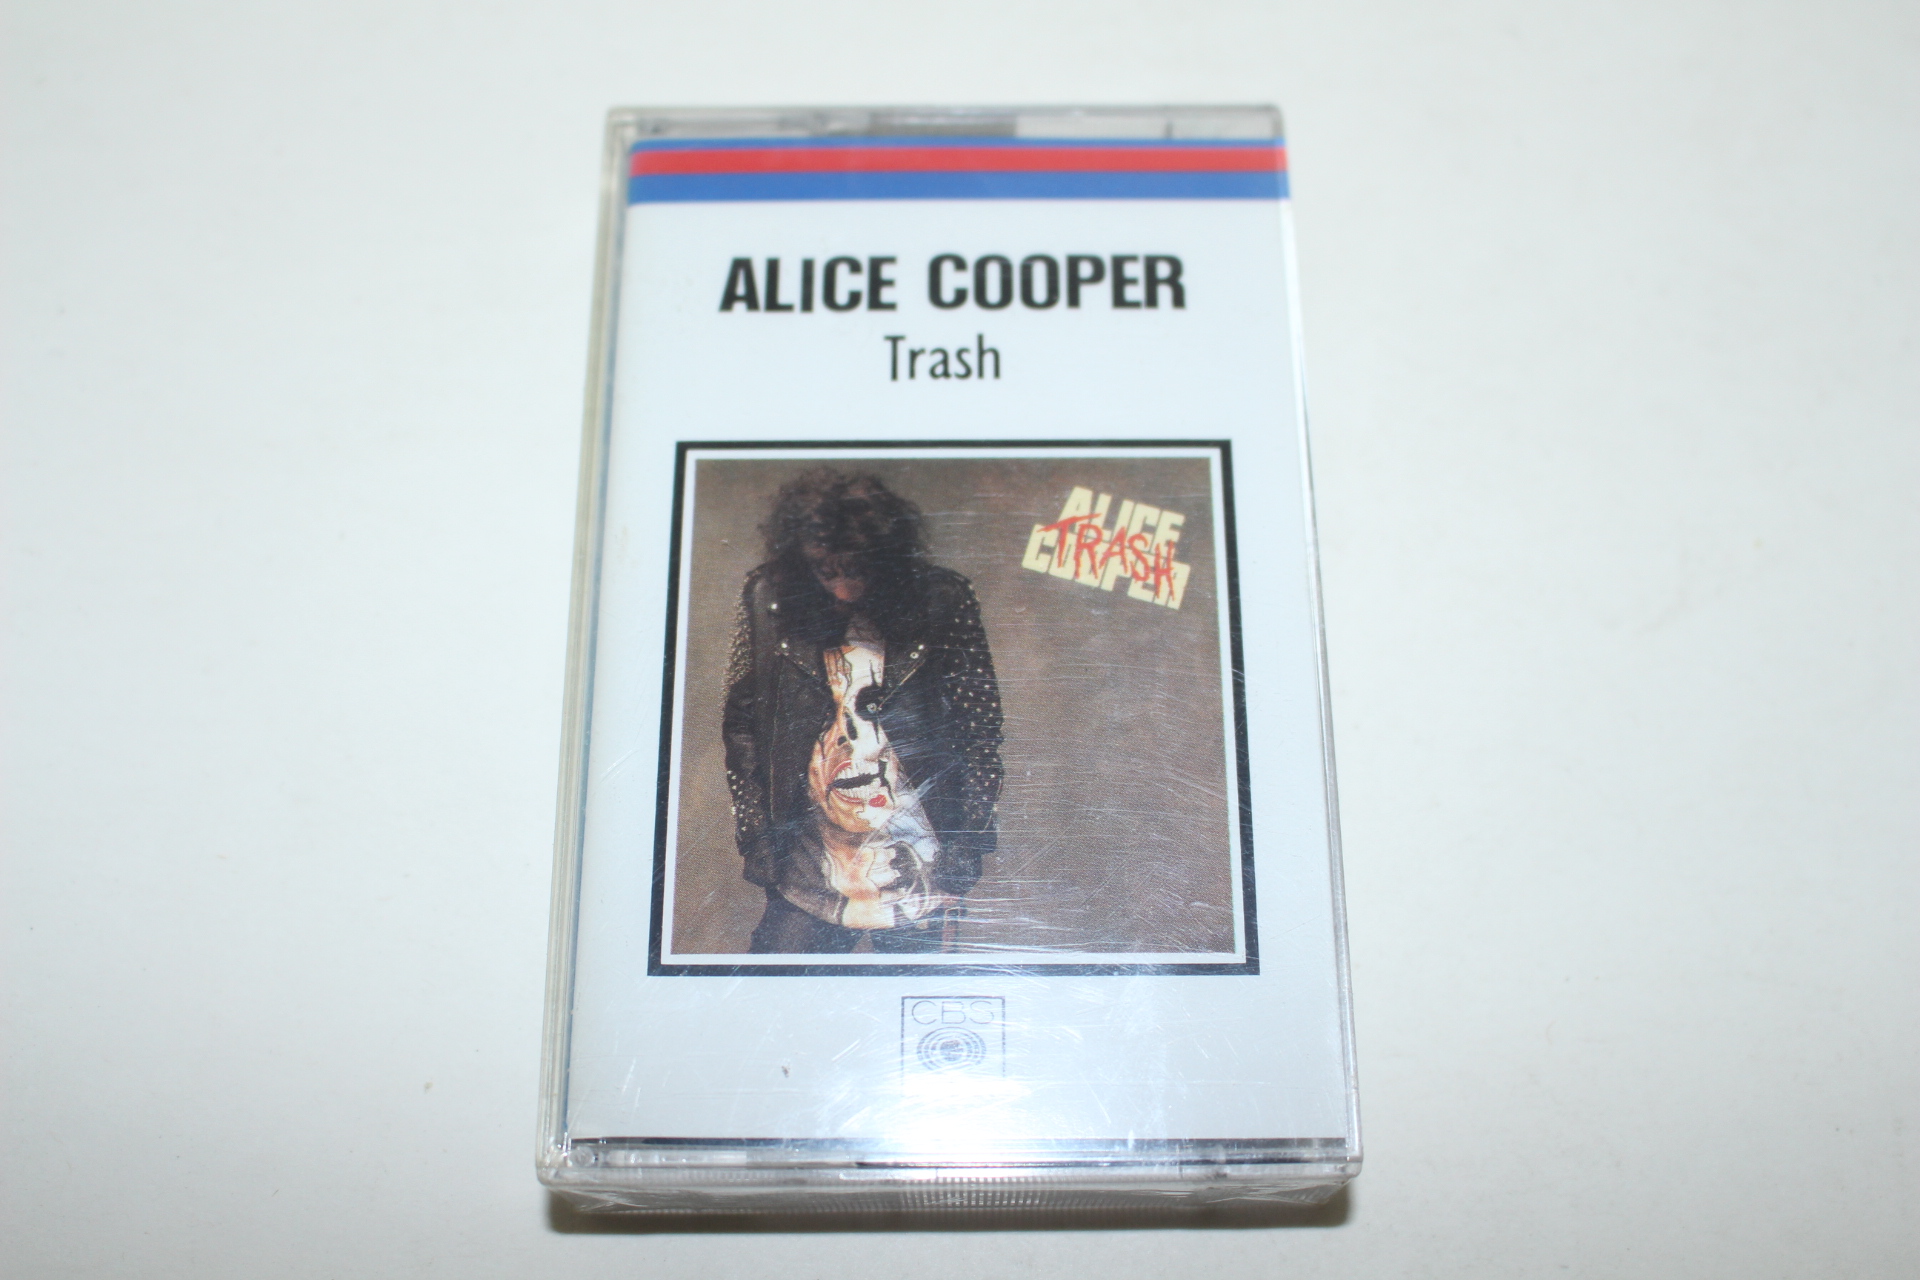 ALICE COOPER
Trash
ALICE
COOPER
TRASH
CBS